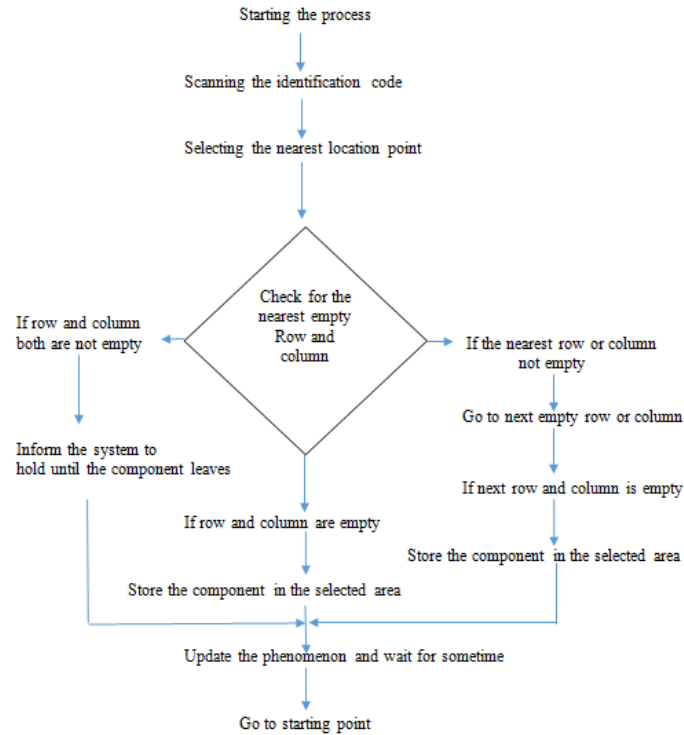 Starting the process
Scanning the identification code
Selecting the nearest location point
Check for the
nearest empty
Row and
column
If row and column
both are not empty
Inform the system to
hold until the component leaves
If row and column are empty
Store the component in the selected area
If the nearest row or column
not empty
Go to next empty row or column
If next row and column is empty
Store the component in the selected area
Update the phenomenon and wait for sometime
Go to starting point